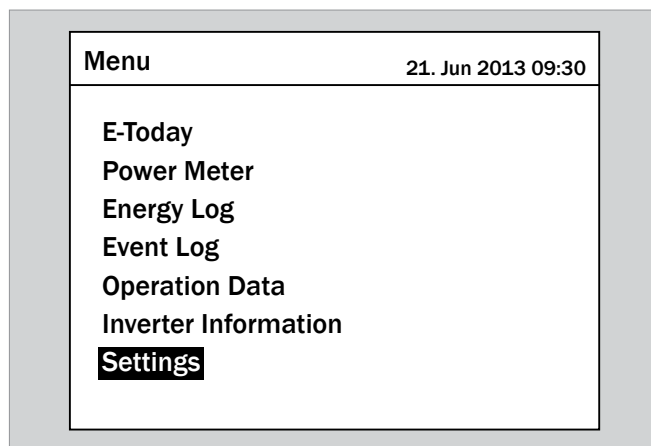 Menu 21. Jun 2013 09:30
E-Today
Power Meter
Energy Log
Event Log
Operation Data
Inverter Information
Settings